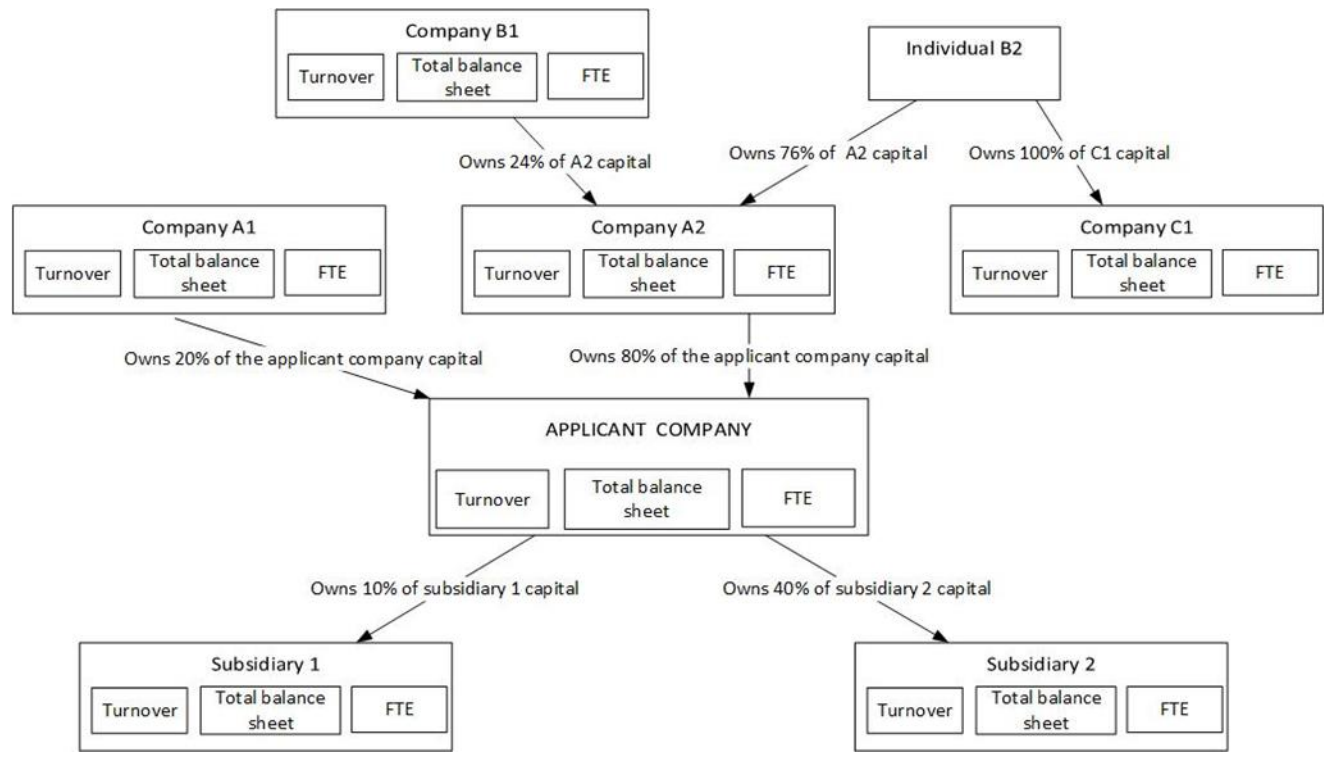 Company B1
Turnover
Total balance
sheet
FTE
Individual B2
Owns 24% of A2 capital
Owns 76% of A2 capital
Owns 100% of C1 capital
Company A1
Turnover
Total balance
sheet
FTE
Company A2
Turnover
Total balance
sheet
FTE
Company C1
Turnover
Total balance
sheet
FTE
Owns 20% of the applicant company capital
Owns 80% of the applicant company capital
APPLICANT COMPANY
Turnover
Total balance
sheet
FTE
Owns 10% of subsidiary 1 capital
Owns 40% of subsidiary 2 capital
Subsidiary 1
Turnover
Total balance
sheet
FTE
Subsidiary 2
Turnover
Total balance
sheet
FTE